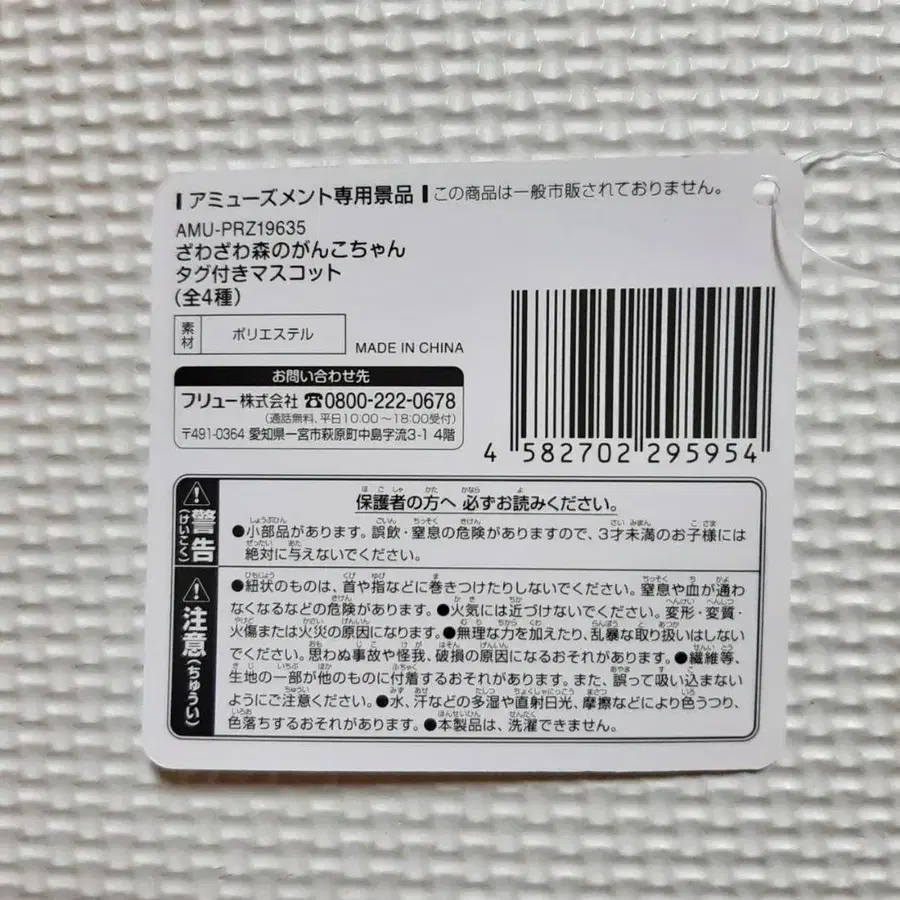 アミューズメント専用景品 この商品は一般市販されておりません。
AMU-PRZ19635
ざわざわ森のがんこちゃん
タグ付きマスコット
(全4種)
素材 ポリエステル
MADE IN CHINA
お問い合わせ先
フリュー株式会社 ☎0800-222-0678
(通話無料、平日10:00〜18:00受付)
〒491-0364 愛知県一宮市萩原町中島字流3-1 4階
4 582702 295954
警告(けいこく)
保護者の方へ 必ずお読みください。
●小部品があります。誤飲・窒息の危険がありますので、3才未満のお子様には
絶対に与えないでください。
注意(ちゅうい)
●紐状のものは、首や指などに巻きつけたりしないでください。窒息や血が通わ
なくなるなどの危険があります。●火気には近づけないでください。変形・変質・
火傷または火災の原因になります。●無理な力を加えたり、乱暴な取り扱いはしない
でください。思わぬ事故や怪我、破損の原因になるおそれがあります。●繊維等、
生地の一部が他のものに付着するおそれがあります。また、誤って吸い込まない
ようにご注意ください。●水、汗などの多湿や直射日光、摩擦などにより色うつり、
色落ちするおそれがあります。●本製品は、洗濯できません。